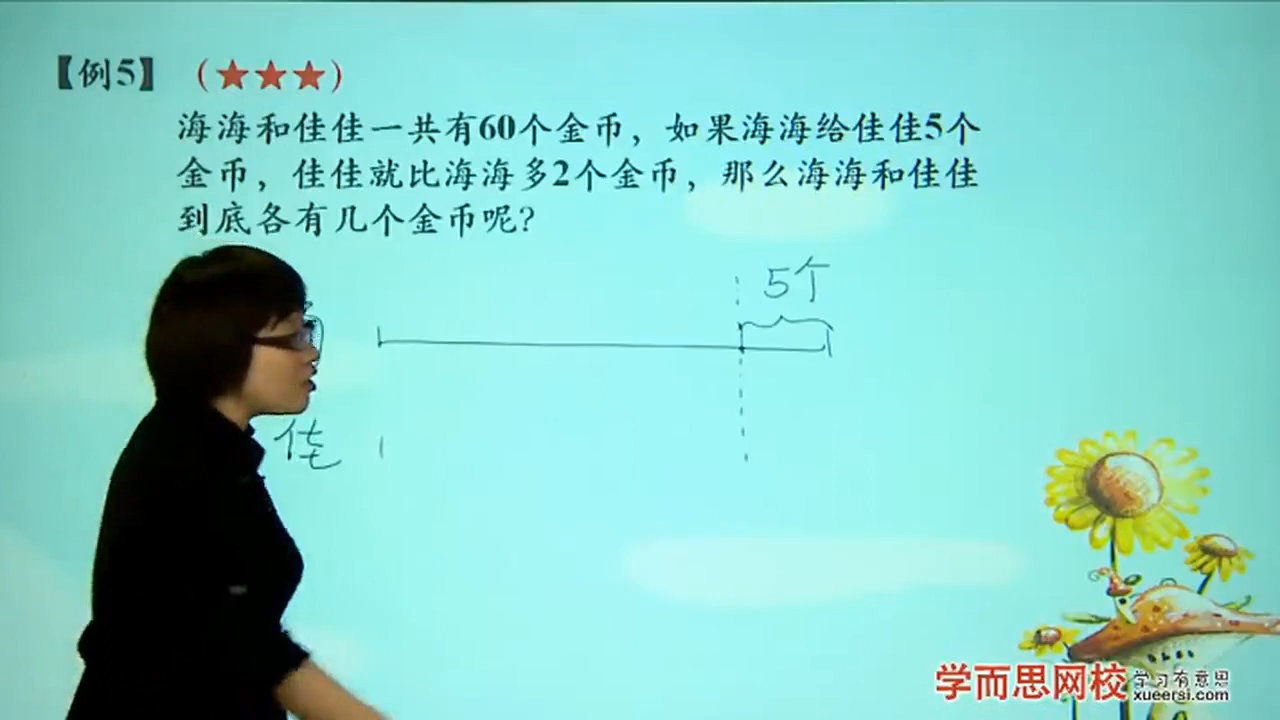 【例5】 (★★★)
海海和佳佳一共有60个金币，如果海海给佳佳5个
金币，佳佳就比海海多2个金币，那么海海和佳佳
到底各有几个金币呢?
5个
佳
学而思网校 学习有意思
xueersi.com